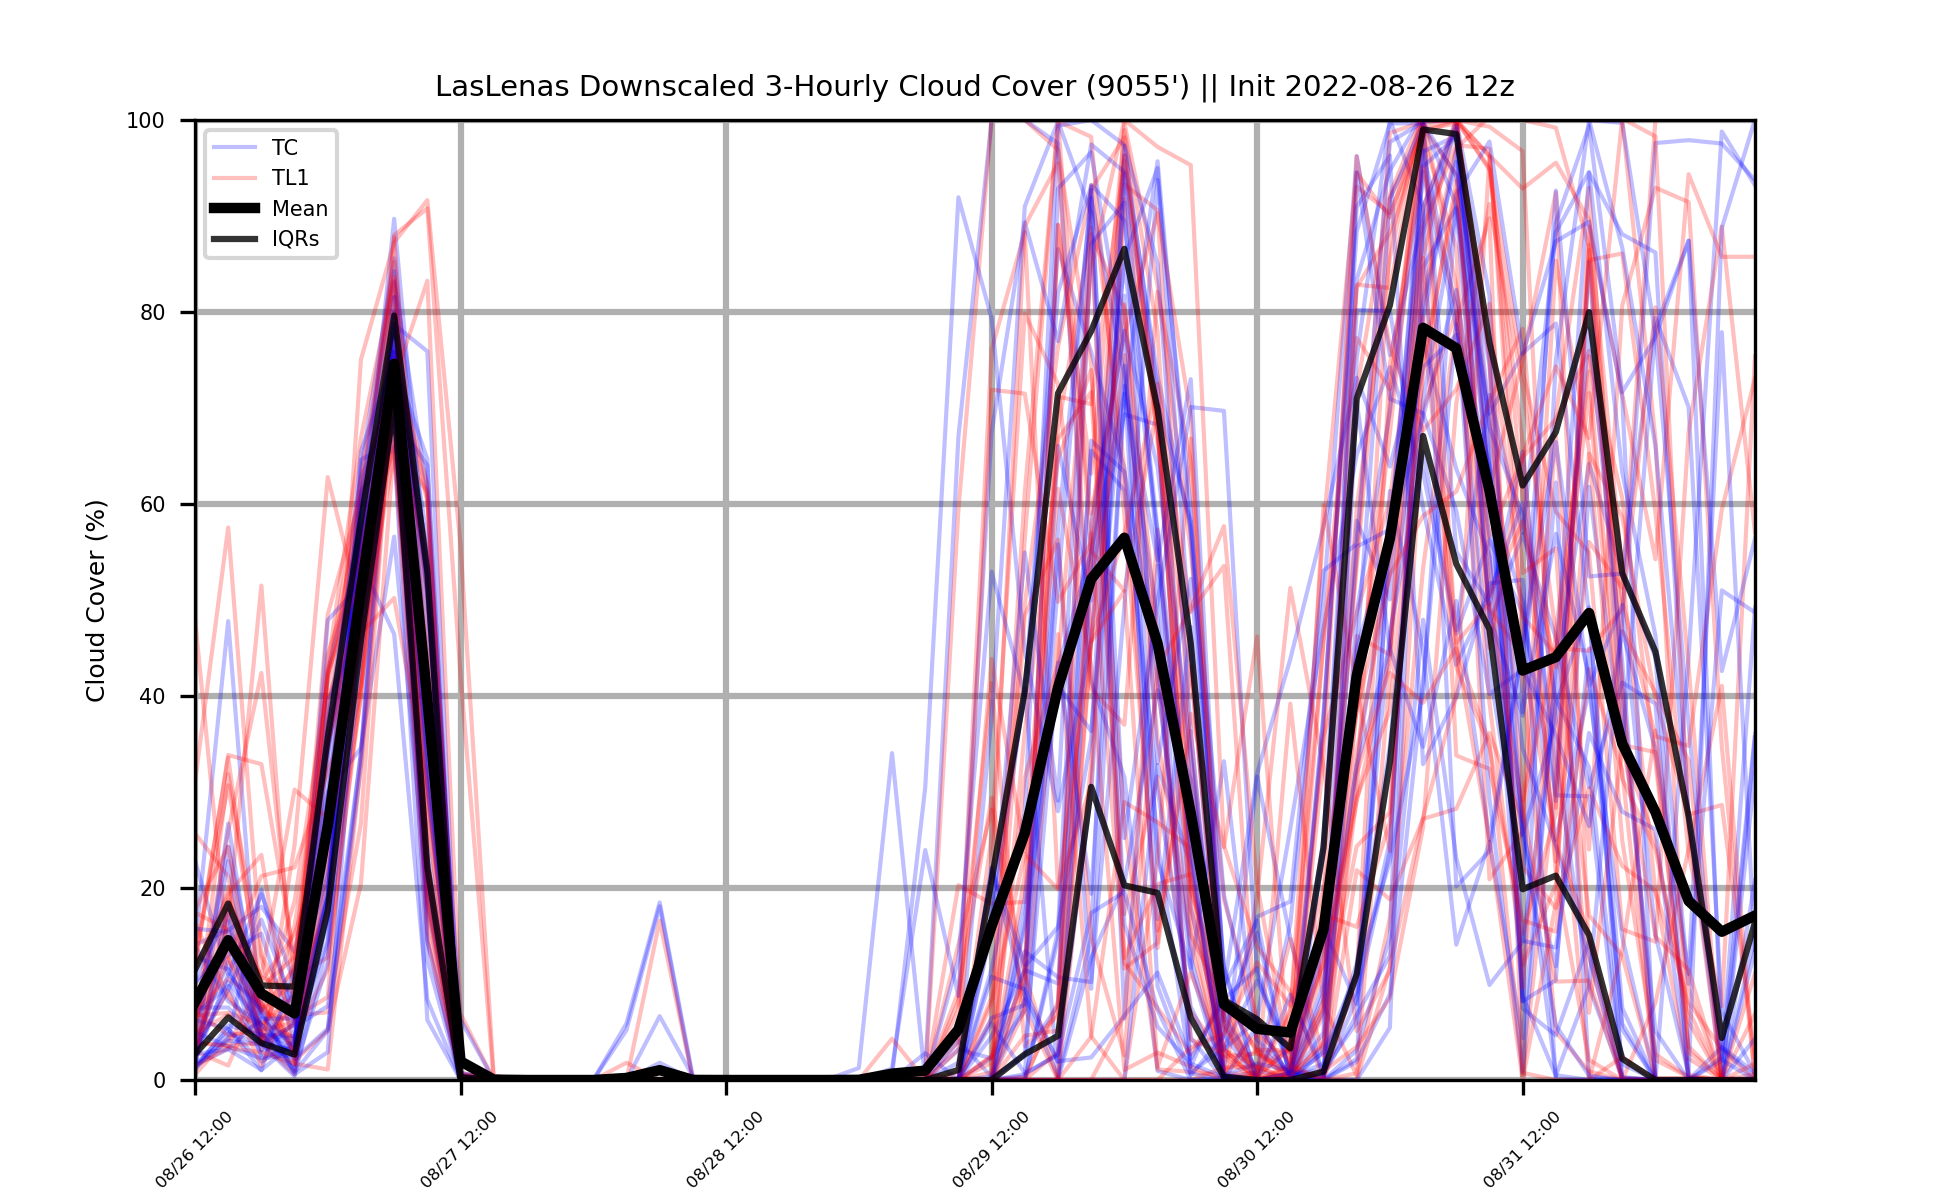 LasLenas Downscaled 3-Hourly Cloud Cover (9055') || Init 2022-08-26 12z
TC
TL1
Mean
IQRs
Cloud Cover (%)
100
80
60
40
20
0
08/26 12:00
08/27 12:00
08/28 12:00
08/29 12:00
08/30 12:00
08/31 12:00